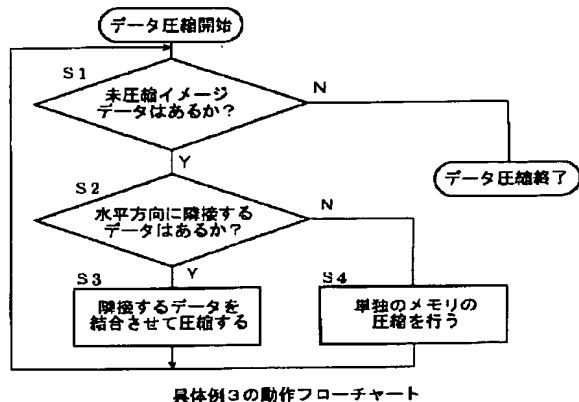 データ圧縮開始
S1
未圧縮イメージ
データはあるか?
N
Y
データ圧縮終了
S2
水平方向に隣接する
データはあるか?
N
Y
S3
隣接するデータを
結合させて圧縮する
S4
単独のメモリの
圧縮を行う
具体例3の動作フローチャート